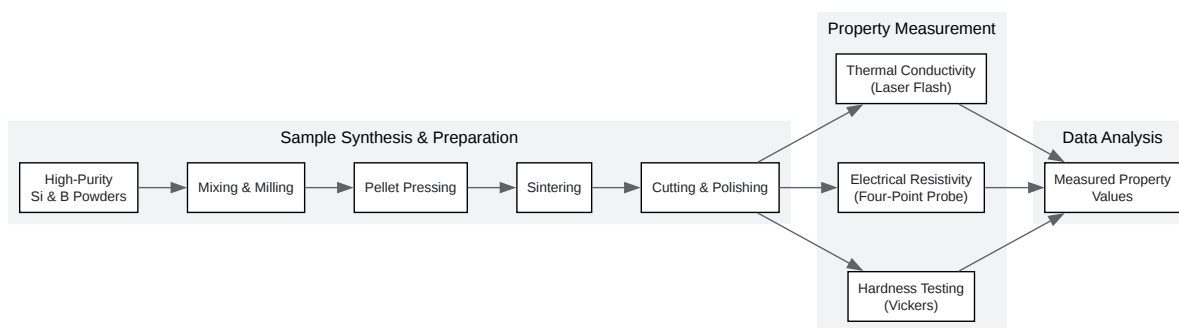 Sample Synthesis & Preparation
High-Purity
Si & B Powders
Mixing & Milling
Pellet Pressing
Sintering
Cutting & Polishing
Property Measurement
Thermal Conductivity
(Laser Flash)
Electrical Resistivity
(Four-Point Probe)
Hardness Testing
(Vickers)
Data Analysis
Measured Property
Values